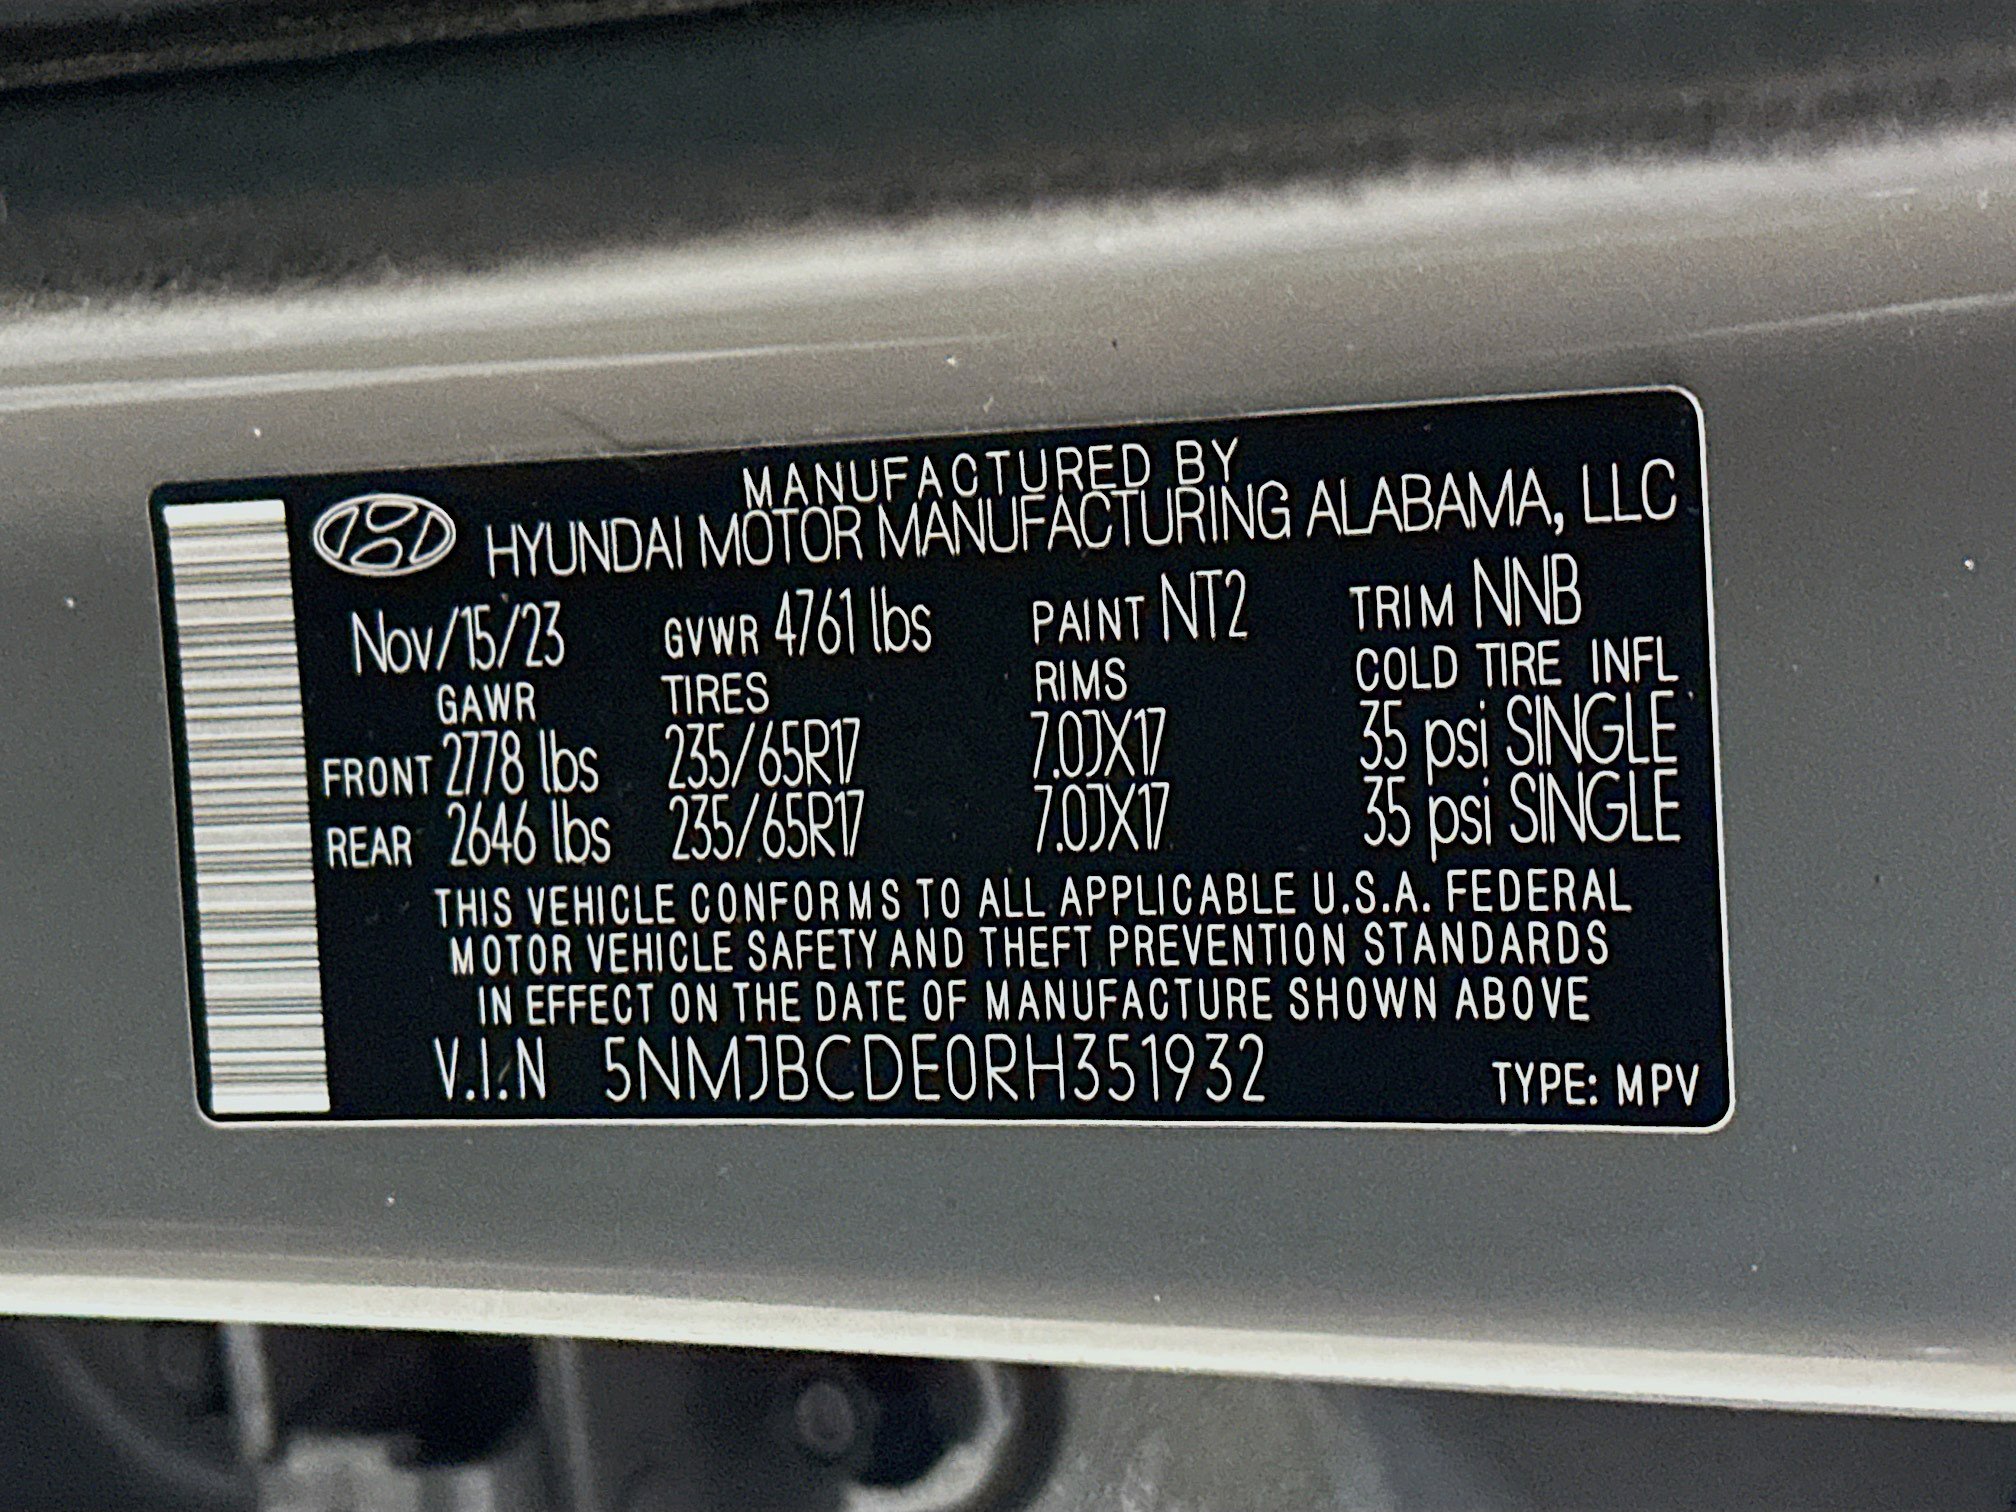 MANUFACTURED BY
HYUNDAI MOTOR MANUFACTURING ALABAMA, LLC
Nov/15/23 GVWR 4761 lbs PAINT NT2 TRIM NNB
GAWR TIRES RIMS COLD TIRE INFL
FRONT 2778 lbs 235/65R17 7.0JX17 35 psi SINGLE
REAR 2646 lbs 235/65R17 7.0JX17 35 psi SINGLE
THIS VEHICLE CONFORMS TO ALL APPLICABLE U.S.A. FEDERAL
MOTOR VEHICLE SAFETY AND THEFT PREVENTION STANDARDS
IN EFFECT ON THE DATE OF MANUFACTURE SHOWN ABOVE
V.I.N 5NMJBCDE0RH351932 TYPE: MPV